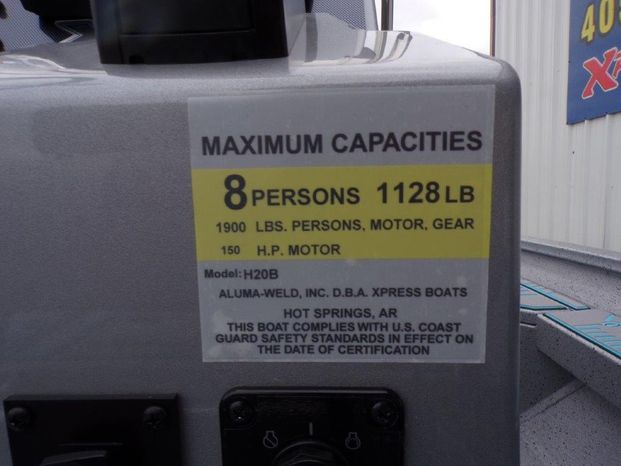 MAXIMUM CAPACITIES
8 PERSONS 1128 LB
1900 LBS. PERSONS, MOTOR, GEAR
150 H.P. MOTOR
Model: H20B
ALUMA-WELD, INC. D.B.A. XPRESS BOATS
HOT SPRINGS, AR
THIS BOAT COMPLIES WITH U.S. COAST
GUARD SAFETY STANDARDS IN EFFECT ON
THE DATE OF CERTIFICATION